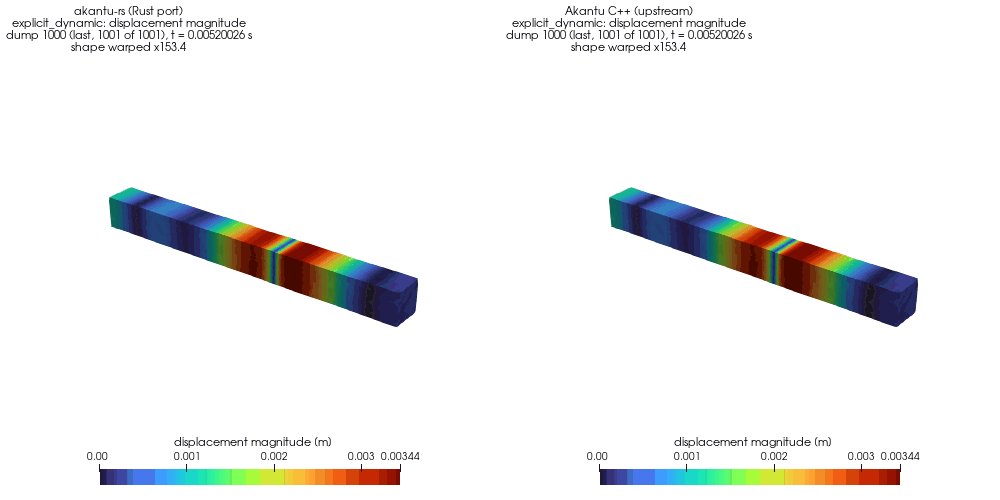 akantu-rs (Rust port)
explicit_dynamic: displacement magnitude
dump 1000 (last, 1001 of 1001), t = 0.00520026 s
shape warped x153.4
Akantu C++ (upstream)
explicit_dynamic: displacement magnitude
dump 1000 (last, 1001 of 1001), t = 0.00520026 s
shape warped x153.4
displacement magnitude (m)
0.00 0.001 0.002 0.003 0.00344
displacement magnitude (m)
0.00 0.001 0.002 0.003 0.00344